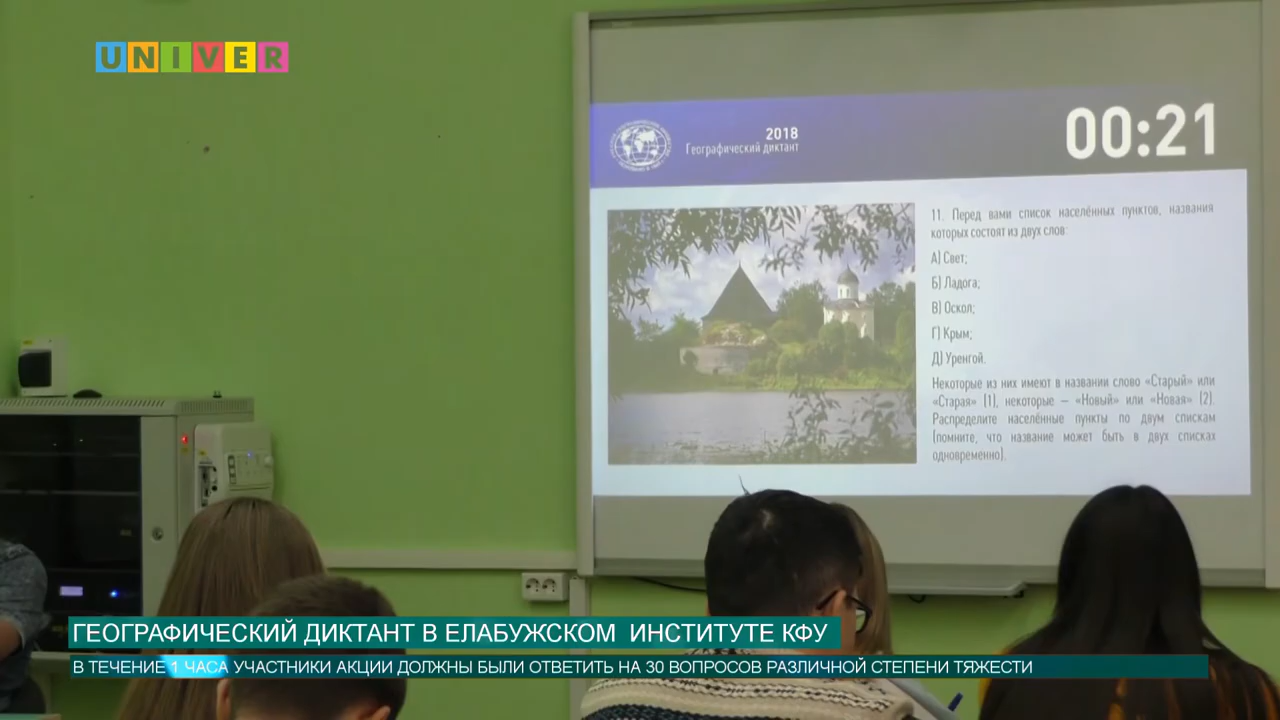 UNIVER
2018
Географический диктант
00:21
11. Перед вами список населённых пунктов, названия
которых состоят из двух слов:
А) Свет;
Б) Ладога;
В) Оскол;
Г) Крым;
Д) Уренгой.
Некоторые из них имеют в названии слово «Старый» или
«Старая» (1), некоторые – «Новый» или «Новая» (2).
Распределите населённые пункты по двум спискам
(помните, что название может быть в двух списках
одновременно).
ГЕОГРАФИЧЕСКИЙ ДИКТАНТ В ЕЛАБУЖСКОМ ИНСТИТУТЕ КФУ
В ТЕЧЕНИЕ 1 ЧАСА УЧАСТНИКИ АКЦИИ ДОЛЖНЫ БЫЛИ ОТВЕТИТЬ НА 30 ВОПРОСОВ РАЗЛИЧНОЙ СТЕПЕНИ ТЯЖЕСТИ